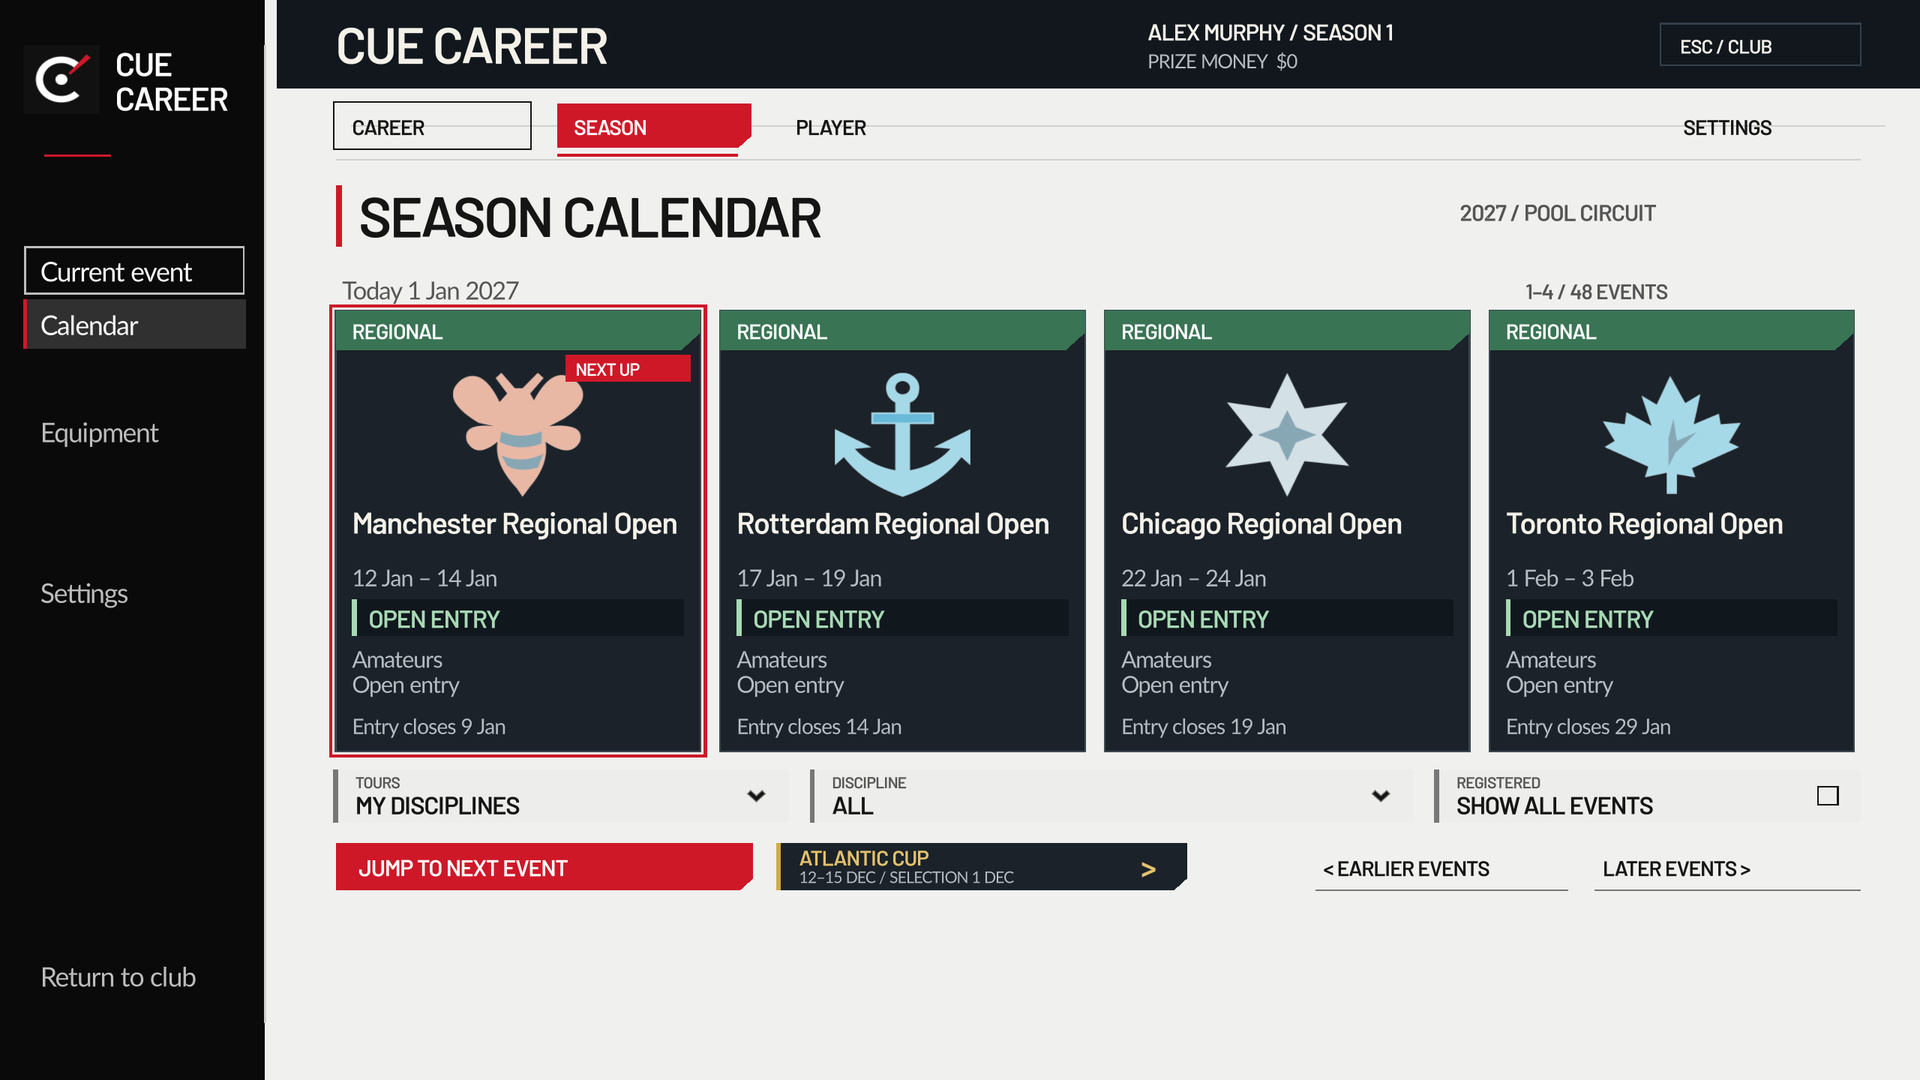 CUE
CAREER
Current event
Calendar
Equipment
Settings
Return to club
CUE CAREER
ALEX MURPHY / SEASON 1
PRIZE MONEY $0
ESC / CLUB
CAREER
SEASON
PLAYER
SETTINGS
SEASON CALENDAR
2027 / POOL CIRCUIT
Today 1 Jan 2027
1–4 / 48 EVENTS
REGIONAL
NEXT UP
Manchester Regional Open
12 Jan – 14 Jan
OPEN ENTRY
Amateurs
Open entry
Entry closes 9 Jan
REGIONAL
Rotterdam Regional Open
17 Jan – 19 Jan
OPEN ENTRY
Amateurs
Open entry
Entry closes 14 Jan
REGIONAL
Chicago Regional Open
22 Jan – 24 Jan
OPEN ENTRY
Amateurs
Open entry
Entry closes 19 Jan
REGIONAL
Toronto Regional Open
1 Feb – 3 Feb
OPEN ENTRY
Amateurs
Open entry
Entry closes 29 Jan
TOURS
MY DISCIPLINES
DISCIPLINE
ALL
REGISTERED
SHOW ALL EVENTS
JUMP TO NEXT EVENT
ATLANTIC CUP
12–15 DEC / SELECTION 1 DEC
>
< EARLIER EVENTS
LATER EVENTS >